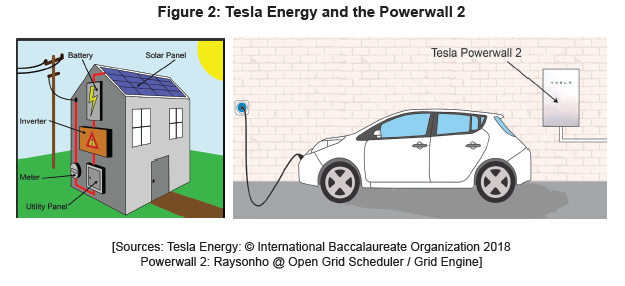 Figure 2: Tesla Energy and the Powerwall 2
Battery
Solar Panel
Inverter
Meter
Utility Panel
Tesla Powerwall 2
TESLA
[Sources: Tesla Energy: © International Baccalaureate Organization 2018
Powerwall 2: Raysonho @ Open Grid Scheduler / Grid Engine]